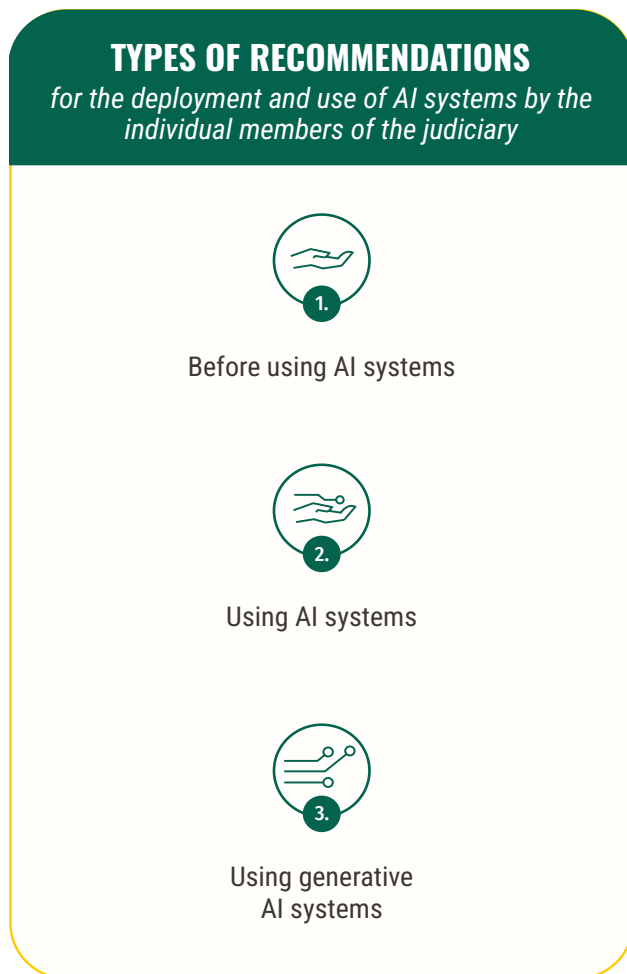 TYPES OF RECOMMENDATIONS
for the deployment and use of AI systems by the
individual members of the judiciary
1.
Before using AI systems
2.
Using AI systems
3.
Using generative
AI systems